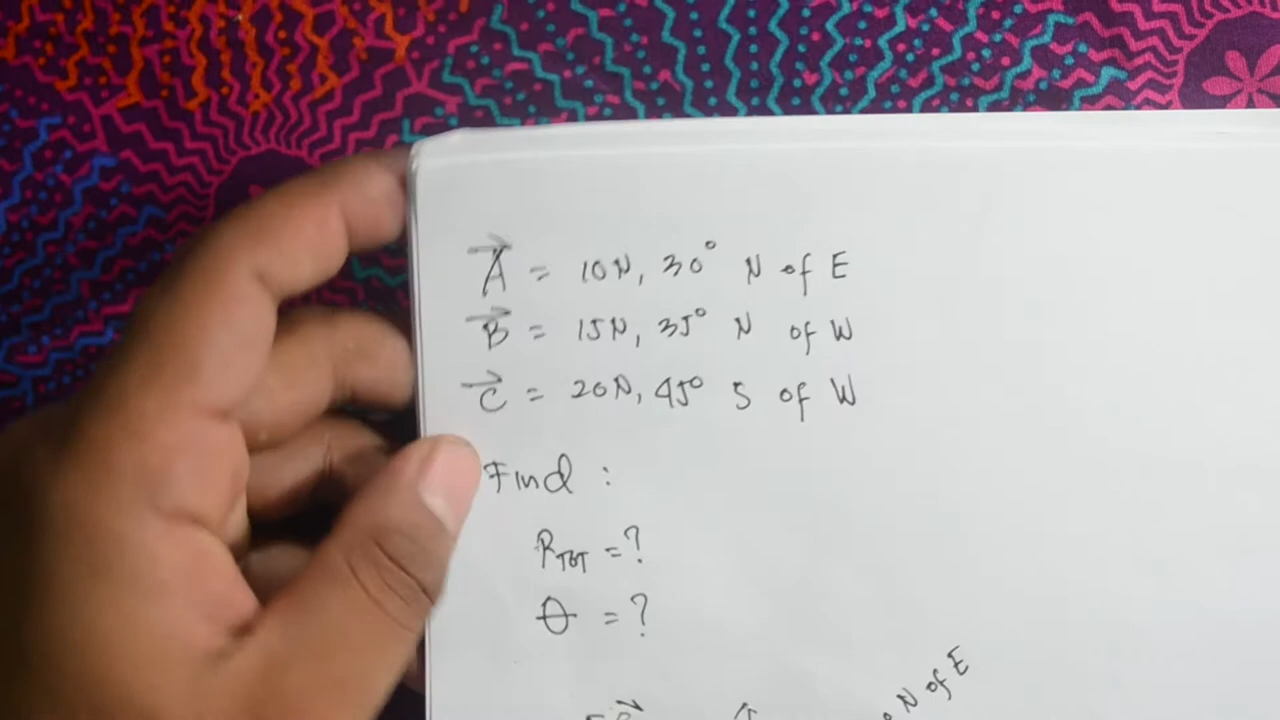 A⃗ = 10N, 30° N of E
B⃗ = 15N, 35° N of W
C⃗ = 20N, 45° S of W
Find :
R_TOT = ?
θ = ?
N of E